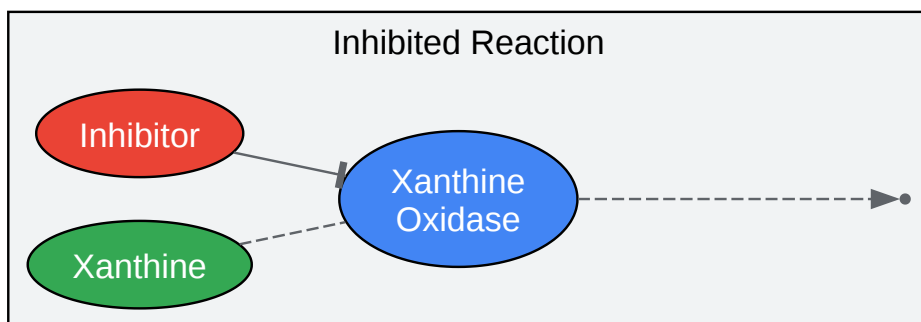 Inhibited Reaction
Inhibitor
Xanthine
Oxidase
Xanthine